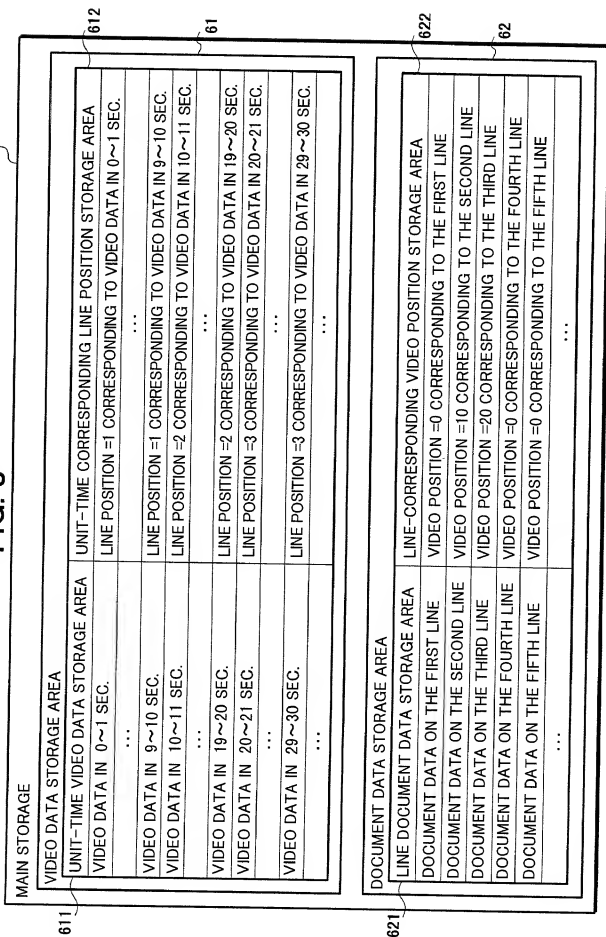 MAIN STORAGE
VIDEO DATA STORAGE AREA
611
UNIT-TIME VIDEO DATA STORAGE AREA UNIT-TIME CORRESPONDING LINE POSITION STORAGE AREA 612
VIDEO DATA IN 0~1 SEC. LINE POSITION =1 CORRESPONDING TO VIDEO DATA IN 0~1 SEC.
... ...
VIDEO DATA IN 9~10 SEC. LINE POSITION =1 CORRESPONDING TO VIDEO DATA IN 9~10 SEC.
VIDEO DATA IN 10~11 SEC. LINE POSITION =2 CORRESPONDING TO VIDEO DATA IN 10~11 SEC.
61
... ...
VIDEO DATA IN 19~20 SEC. LINE POSITION =2 CORRESPONDING TO VIDEO DATA IN 19~20 SEC.
VIDEO DATA IN 20~21 SEC. LINE POSITION =3 CORRESPONDING TO VIDEO DATA IN 20~21 SEC.
... ...
VIDEO DATA IN 29~30 SEC. LINE POSITION =3 CORRESPONDING TO VIDEO DATA IN 29~30 SEC.
... ...
DOCUMENT DATA STORAGE AREA
621
LINE DOCUMENT DATA STORAGE AREA LINE-CORRESPONDING VIDEO POSITION STORAGE AREA 622
DOCUMENT DATA ON THE FIRST LINE VIDEO POSITION =0 CORRESPONDING TO THE FIRST LINE
DOCUMENT DATA ON THE SECOND LINE VIDEO POSITION =10 CORRESPONDING TO THE SECOND LINE
DOCUMENT DATA ON THE THIRD LINE VIDEO POSITION =20 CORRESPONDING TO THE THIRD LINE
62
DOCUMENT DATA ON THE FOURTH LINE VIDEO POSITION =0 CORRESPONDING TO THE FOURTH LINE
DOCUMENT DATA ON THE FIFTH LINE VIDEO POSITION =0 CORRESPONDING TO THE FIFTH LINE
... ...